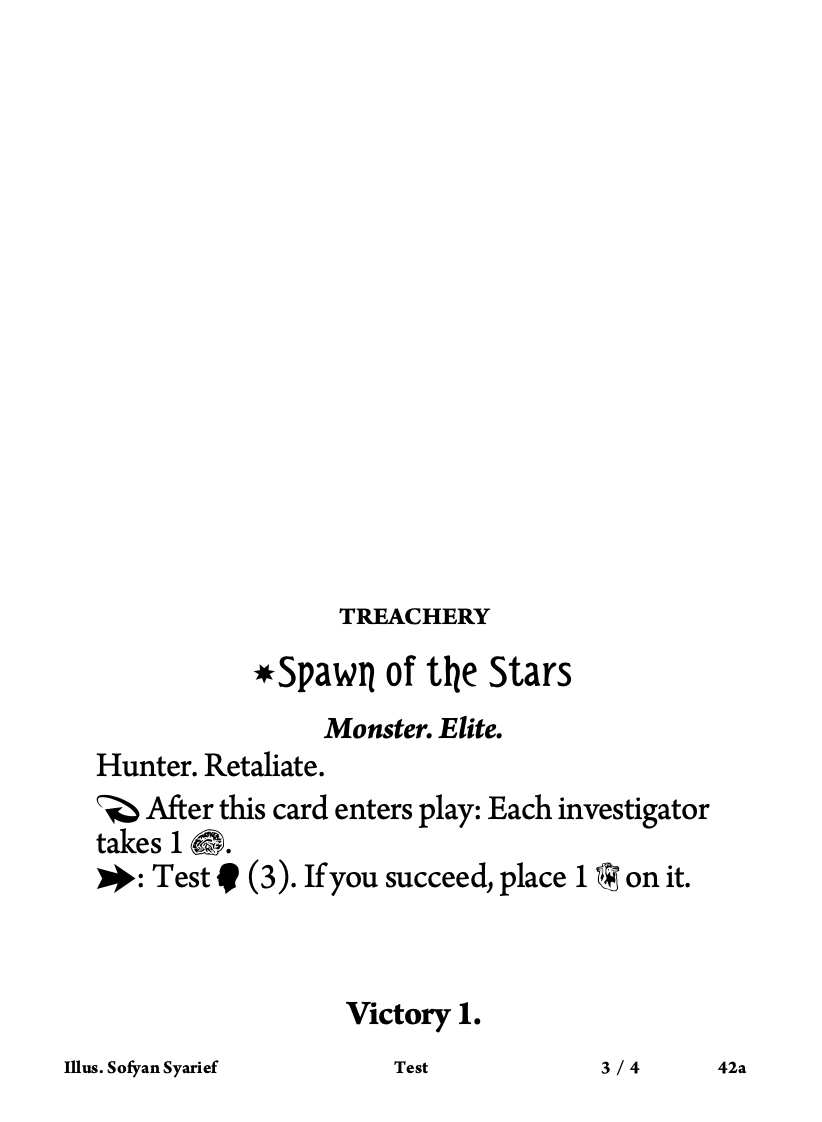 TREACHERY
Spawn of the Stars
Monster. Elite.
Hunter. Retaliate.
After this card enters play: Each investigator
takes 1 .
: Test (3). If you succeed, place 1 on it.
Victory 1.
Illus. Sofyan Syarief Test 3 / 4 42a